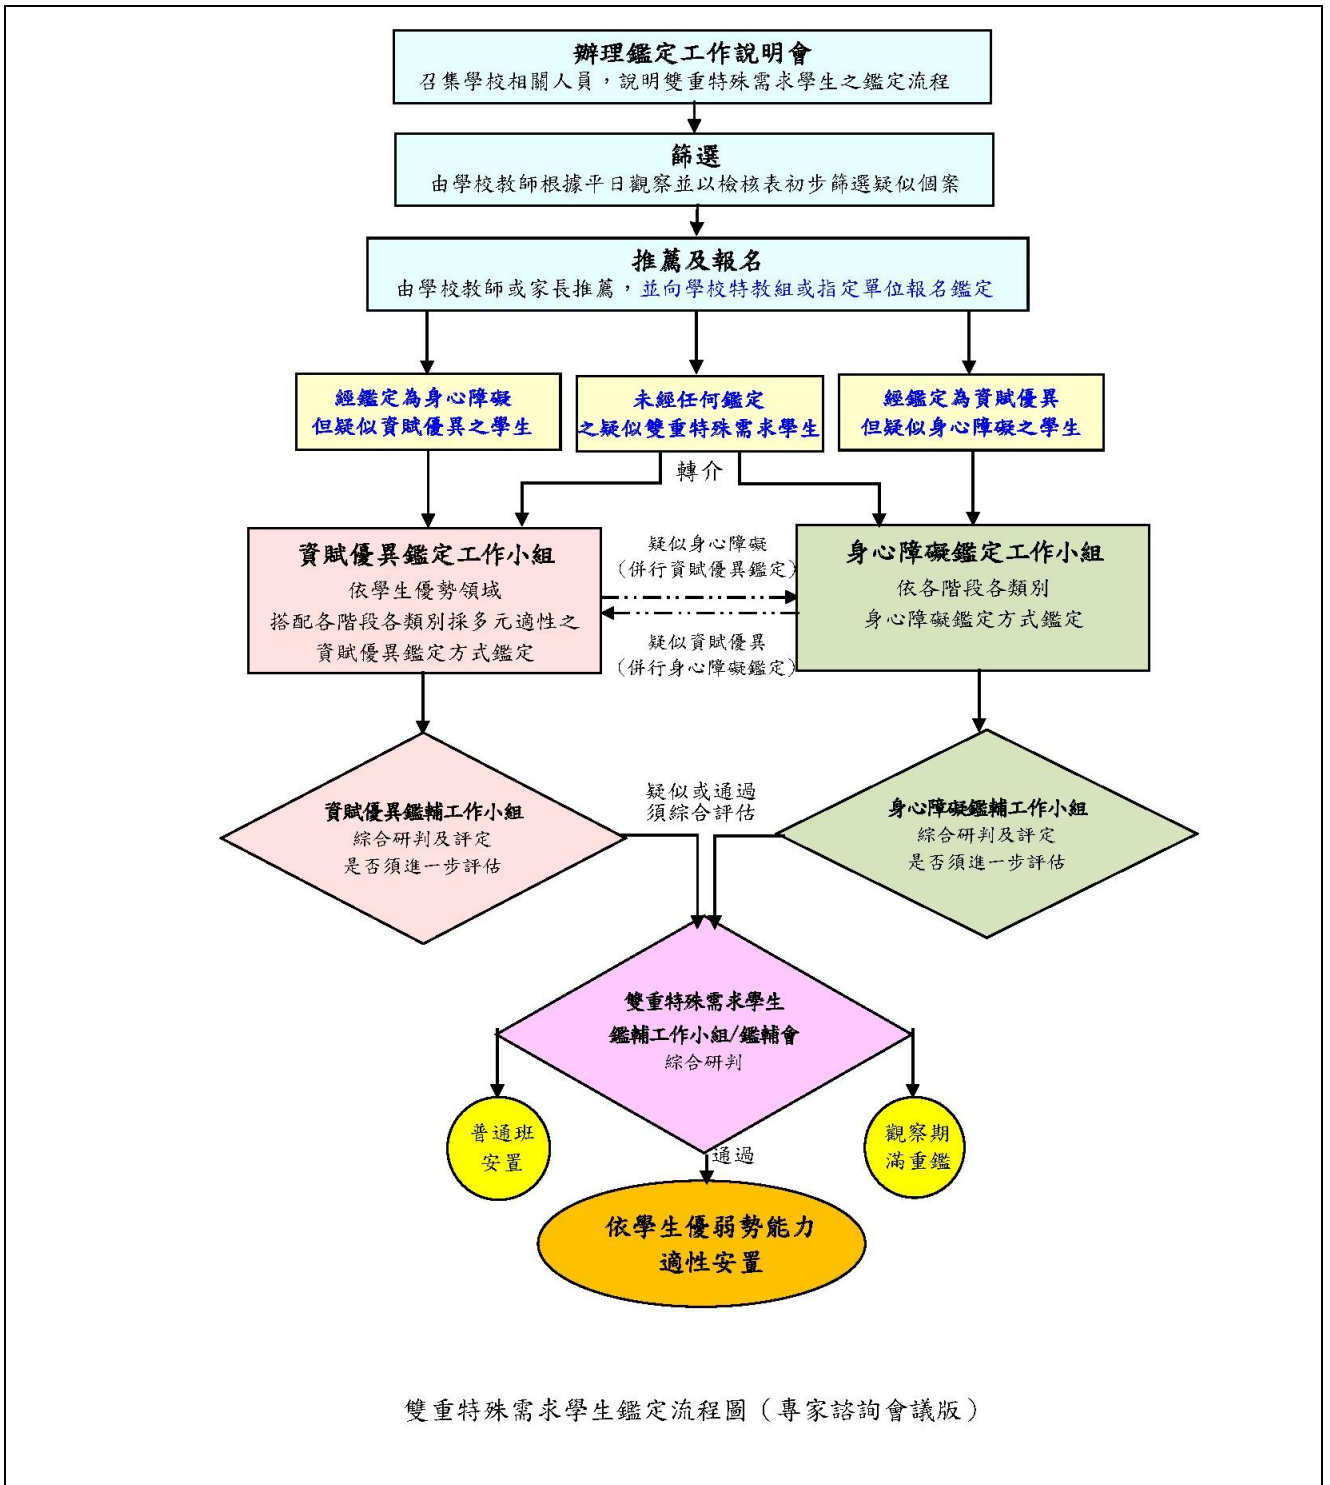 辦理鑑定工作說明會
召集學校相關人員，說明雙重特殊需求學生之鑑定流程
篩選
由學校教師根據平日觀察並以檢核表初步篩選疑似個案
推薦及報名
由學校教師或家長推薦，並向學校特教組或指定單位報名鑑定
經鑑定為身心障礙
但疑似資賦優異之學生
未經任何鑑定
之疑似雙重特殊需求學生
經鑑定為資賦優異
但疑似身心障礙之學生
轉介
資賦優異鑑定工作小組
依學生優勢領域
搭配各階段各類別採多元適性之
資賦優異鑑定方式鑑定
疑似身心障礙
（併行資賦優異鑑定）
疑似資賦優異
（併行身心障礙鑑定）
身心障礙鑑定工作小組
依各階段各類別
身心障礙鑑定方式鑑定
資賦優異鑑輔工作小組
綜合研判及評定
是否須進一步評估
疑似或通過
須綜合評估
身心障礙鑑輔工作小組
綜合研判及評定
是否須進一步評估
雙重特殊需求學生
鑑輔工作小組/鑑輔會
綜合研判
普通班
安置
通過
觀察期
滿重鑑
依學生優弱勢能力
適性安置
雙重特殊需求學生鑑定流程圖（專家諮詢會議版）